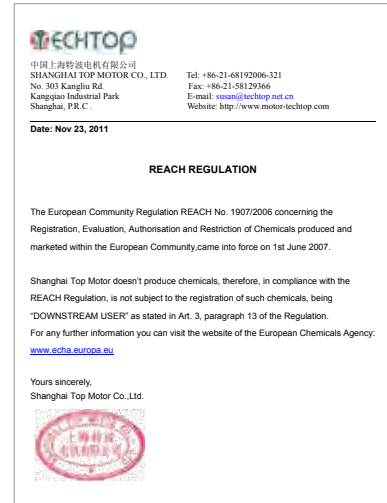 TECHTOP
中国上海特波电机有限公司
SHANGHAI TOP MOTOR CO., LTD. Tel: +86-21-68192006-321
No. 303 Kangliu Rd. Fax: +86-21-58129366
Kangqiao Industrial Park E-mail: susan@techtop.net.cn
Shanghai, P.R.C . Website: http://www.motor-techtop.com
Date: Nov 23, 2011
REACH REGULATION
The European Community Regulation REACH No. 1907/2006 concerning the
Registration, Evaluation, Authorisation and Restriction of Chemicals produced and
marketed within the European Community,came into force on 1st June 2007.
Shanghai Top Motor doesn't produce chemicals, therefore, in compliance with the
REACH Regulation, is not subject to the registration of such chemicals, being
“DOWNSTREAM USER” as stated in Art. 3, paragraph 13 of the Regulation.
For any further information you can visit the website of the European Chemicals Agency:
www.echa.europa.eu
Yours sincerely,
Shanghai Top Motor Co.,Ltd.